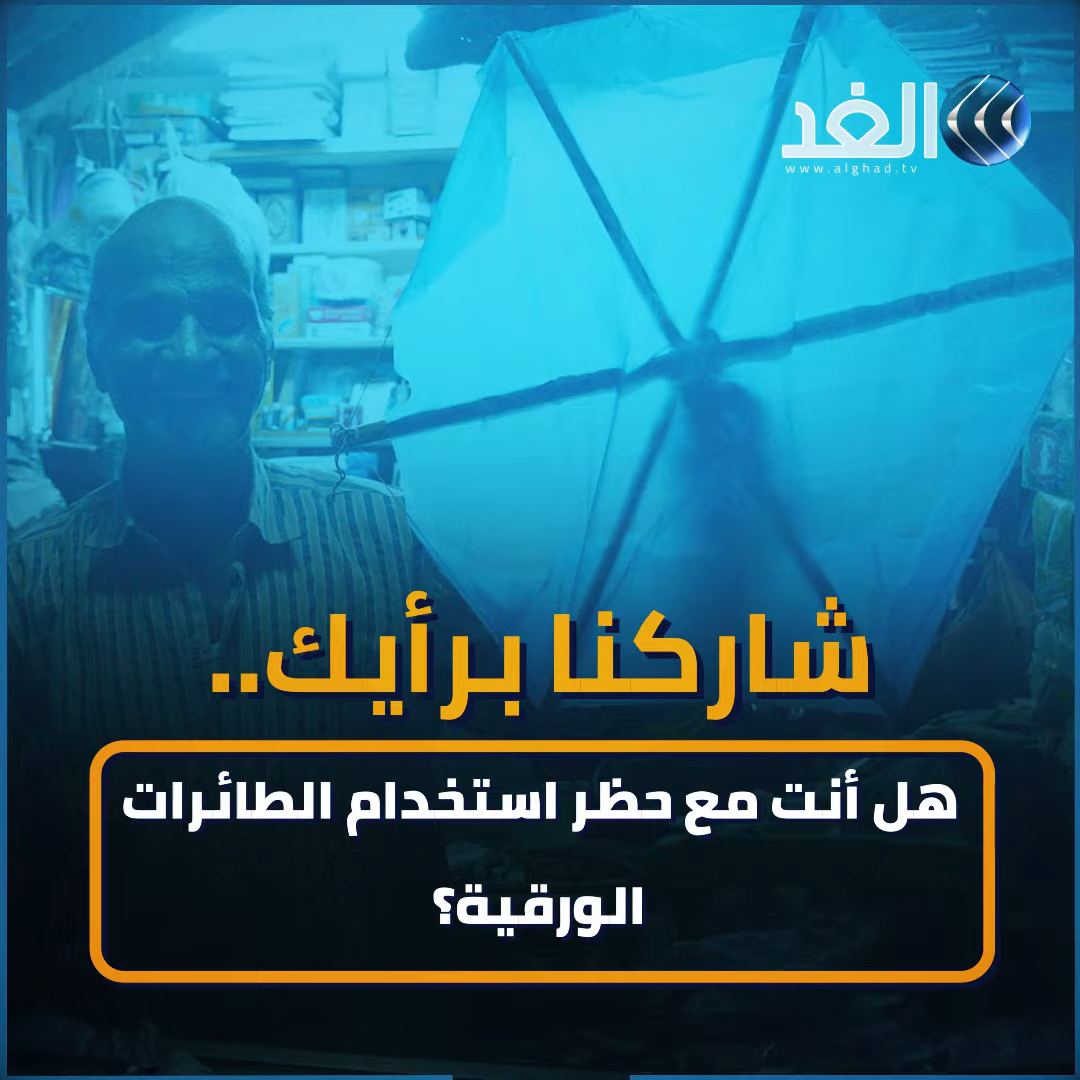 الغد
www.alghad.tv
شاركنا برأيك..
هل أنت مع حظر استخدام الطائرات
الورقية؟